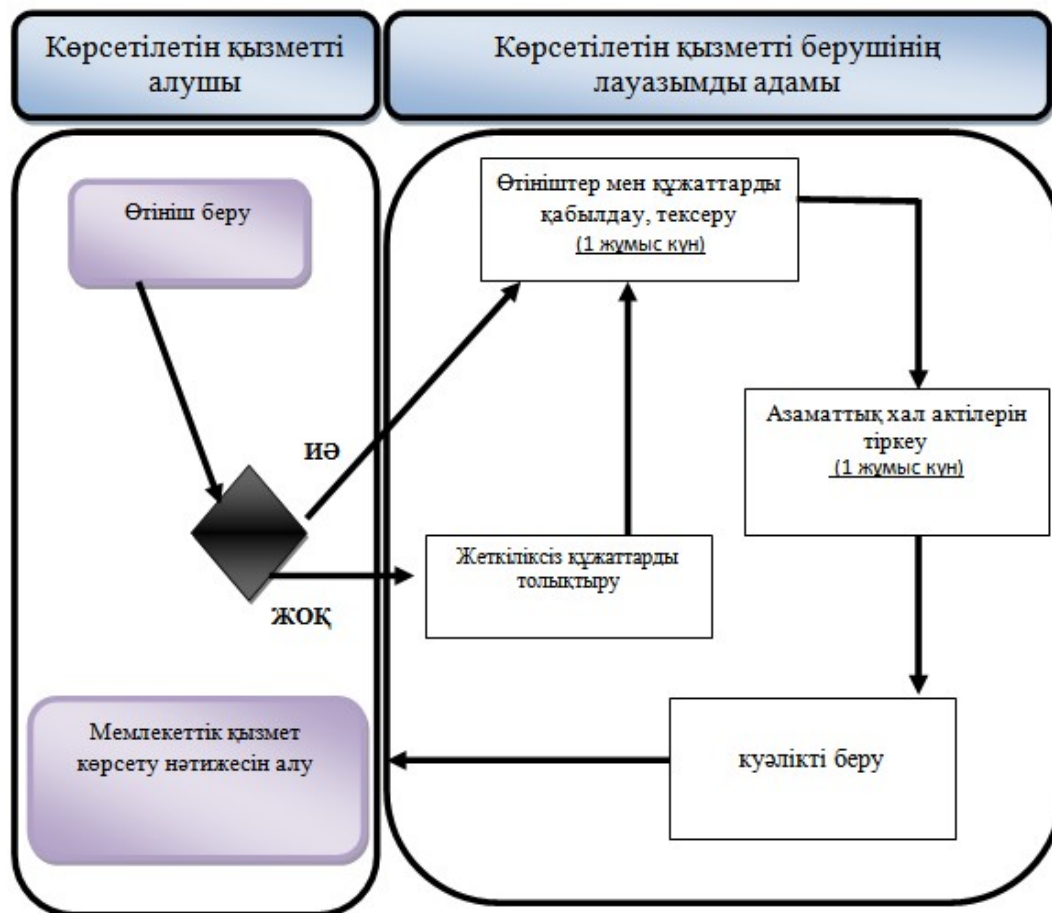 Көрсетілетін қызметті
алушы
Көрсетілетін қызметті берушінің
лауазымды адамы
Өтініш беру
Өтініштер мен құжаттарды
қабылдау, тексеру
(1 жұмыс күн)
Азаматтық хал актілерін
тіркеу
(1 жұмыс күн)
иә
Жеткіліксіз құжаттарды
толықтыру
жоқ
Мемлекеттік қызмет
көрсету нәтижесін алу
куәлікті беру